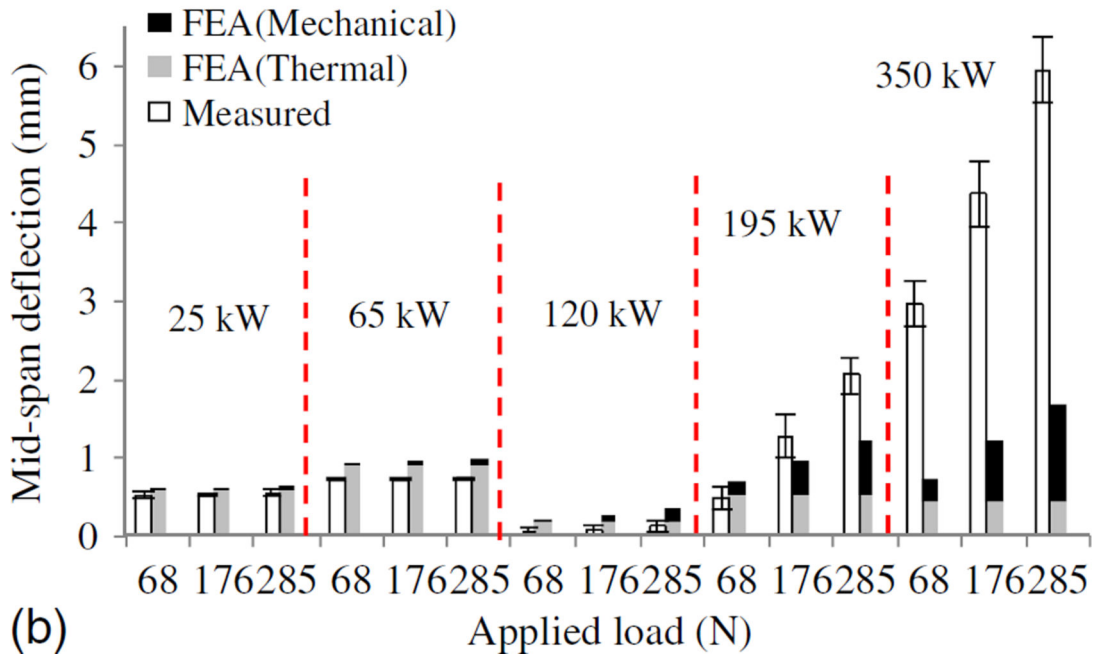 FEA(Mechanical)
FEA(Thermal)
Measured
Mid-span deflection (mm)
6
5
4
3
2
1
0
25 kW
65 kW
120 kW
195 kW
350 kW
68 176285 68 176285 68 176285 68 176285 68 176285
Applied load (N)
(b)